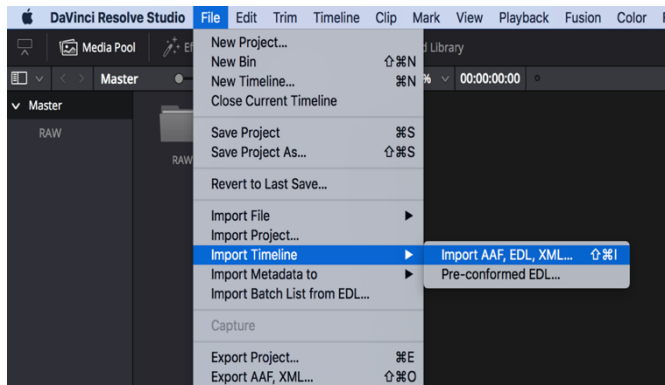 DaVinci Resolve Studio File Edit Trim Timeline Clip Mark View Playback Fusion Color
Media Pool Ef d Library
Master % 00:00:00:00
Master
RAW
RAW
New Project...
New Bin ⇧⌘N
New Timeline... ⌘N
Close Current Timeline
Save Project ⌘S
Save Project As... ⇧⌘S
Revert to Last Save...
Import File
Import Project...
Import Timeline
Import Metadata to
Import Batch List from EDL...
Capture
Export Project... ⌘E
Export AAF, XML... ⇧⌘O
Import AAF, EDL, XML... ⇧⌘I
Pre-conformed EDL...